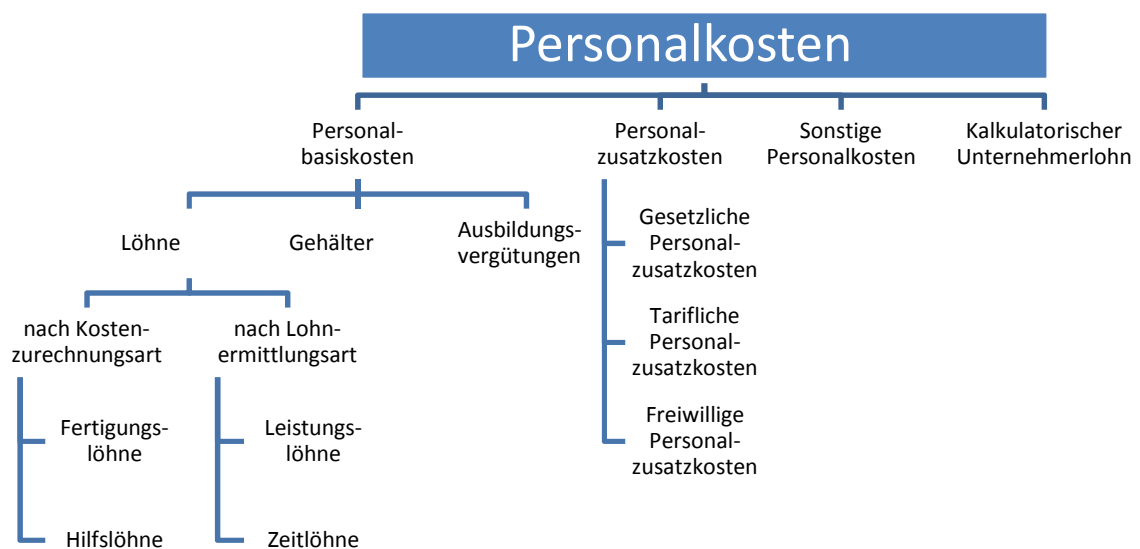 Personalkosten
Personal-
basiskosten
Personal-
zusatzkosten
Sonstige
Personalkosten
Kalkulatorischer
Unternehmerlohn
Löhne
Gehälter
Ausbildungs-
vergütungen
nach Kosten-
zurechnungsart
nach Lohn-
ermittlungsart
Fertigungs-
löhne
Hilfslöhne
Leistungs-
löhne
Zeitlöhne
Gesetzliche
Personal-
zusatzkosten
Tarifliche
Personal-
zusatzkosten
Freiwillige
Personal-
zusatzkosten